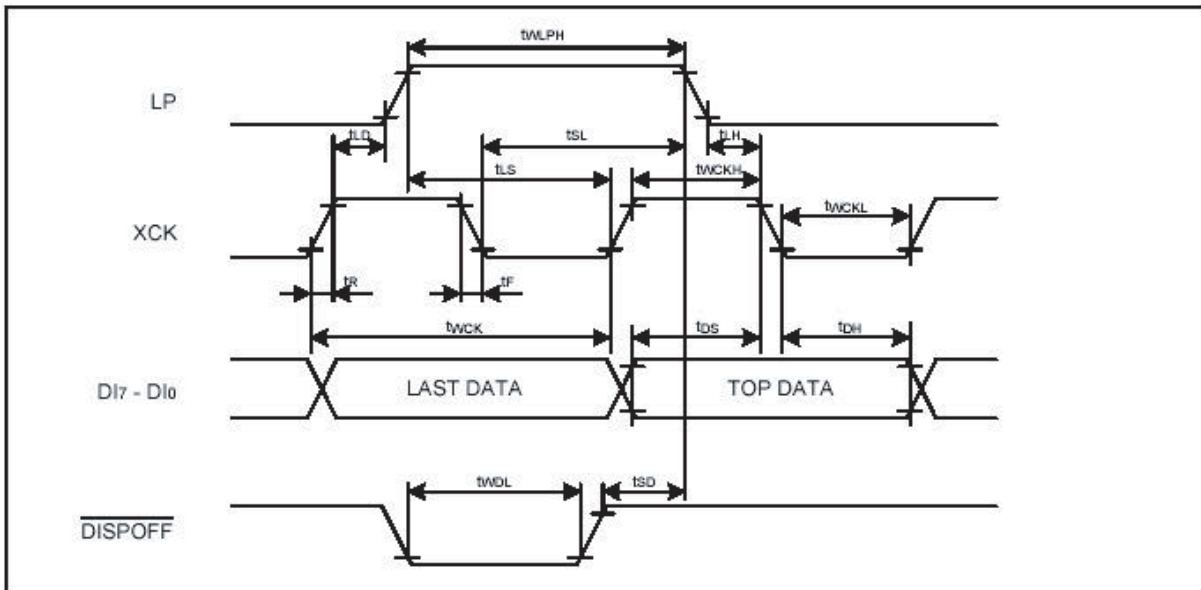 tWLPH
LP
tLD
tSL
tLH
tLS
tWCKH
XCK
tWCKL
tR
tF
tWCK
tDS
tDH
DI7 - DI0
LAST DATA
TOP DATA
tWDL
tSD
DISPOFF